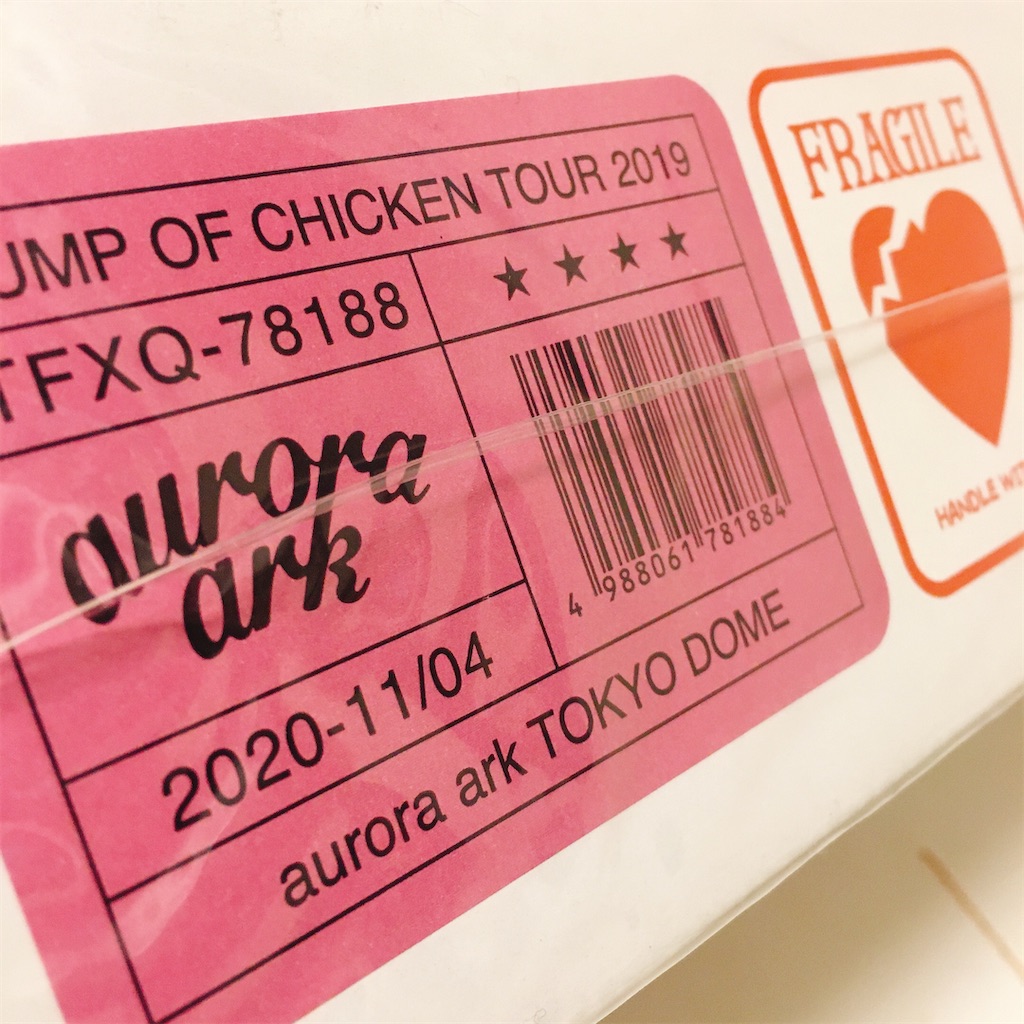 UMP OF CHICKEN TOUR 2019
TFXQ-78188
★ ★ ★ ★
aurora
ark
4 988061 781884
2020-11/04
aurora ark TOKYO DOME
FRAGILE
HANDLE WIT